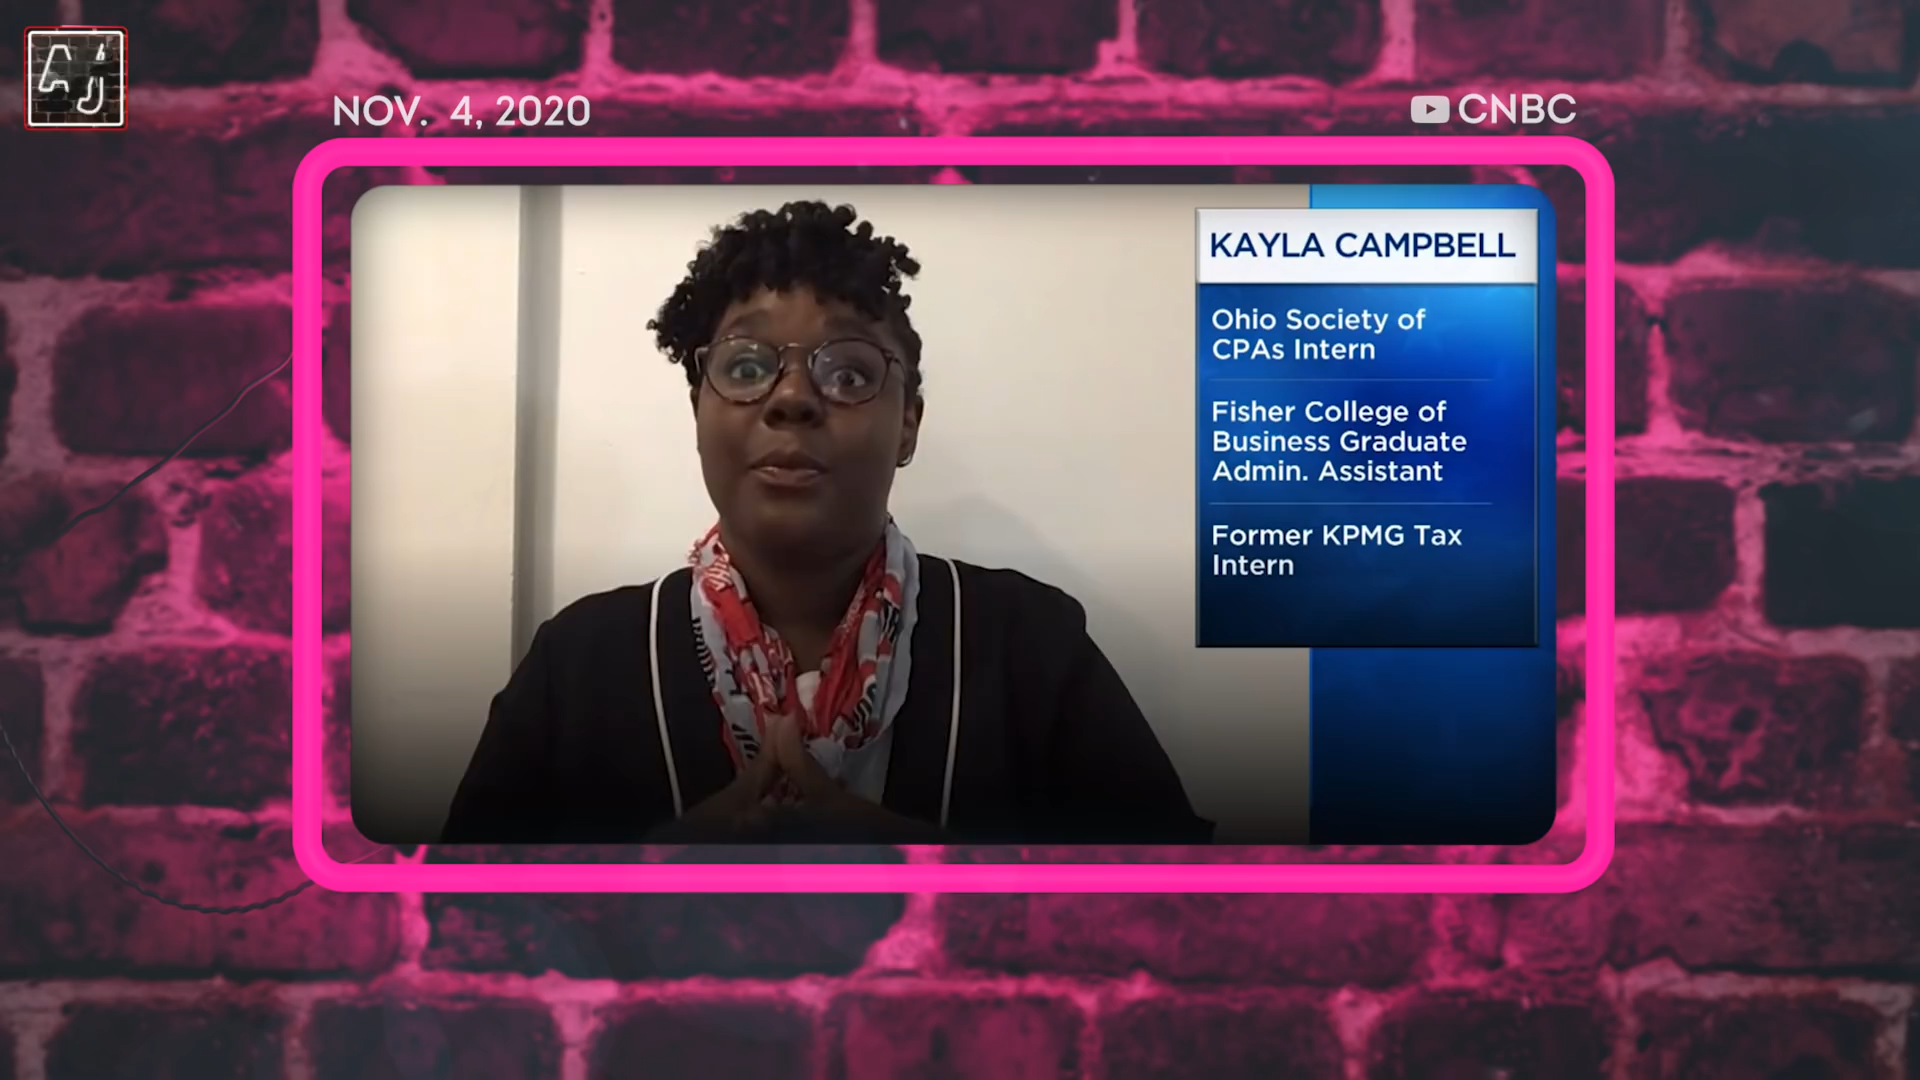 AJ
NOV. 4, 2020
CNBC
KAYLA CAMPBELL
Ohio Society of
CPAs Intern
Fisher College of
Business Graduate
Admin. Assistant
Former KPMG Tax
Intern